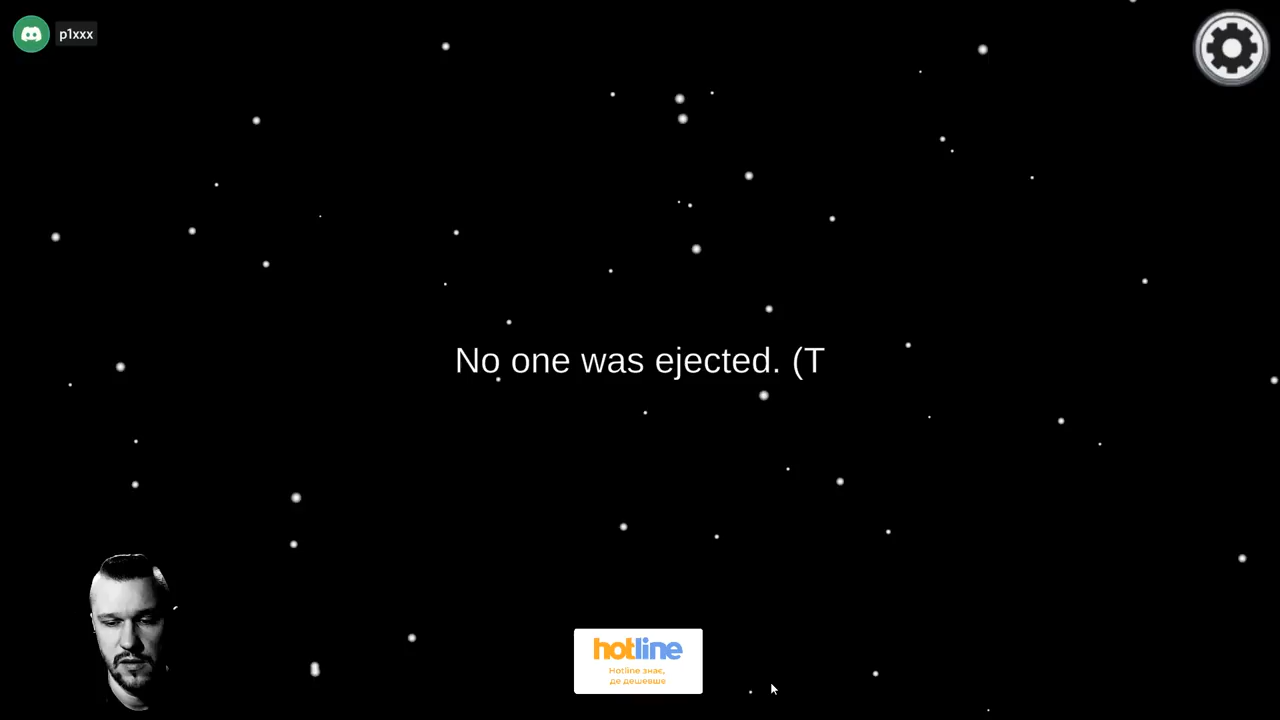 p1xxx
No one was ejected. (T
hotline
Hotline знає,
де дешевше